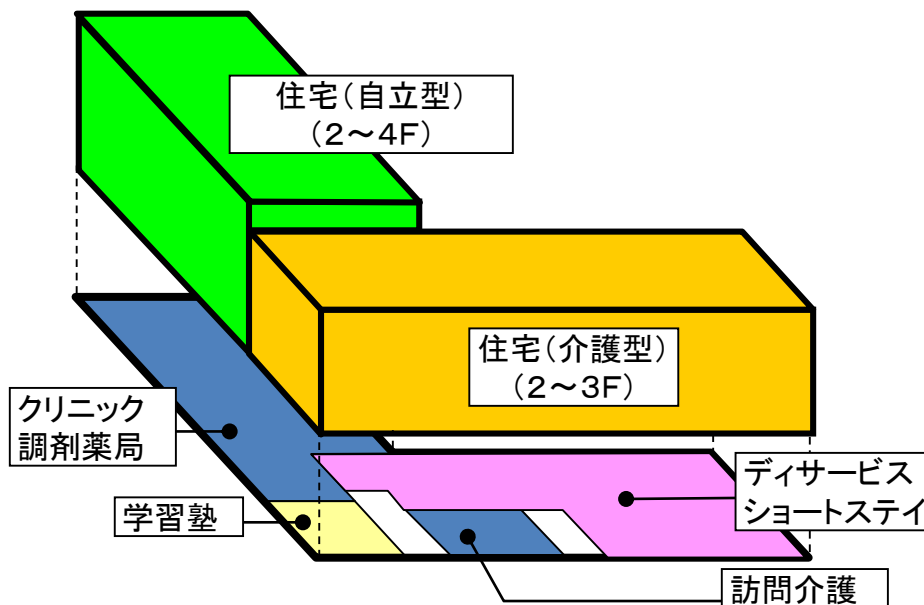 住宅（自立型）
（２～４F）
住宅（介護型）
（２～３F）
クリニック
調剤薬局
学習塾
ディサービス
ショートステイ
訪問介護